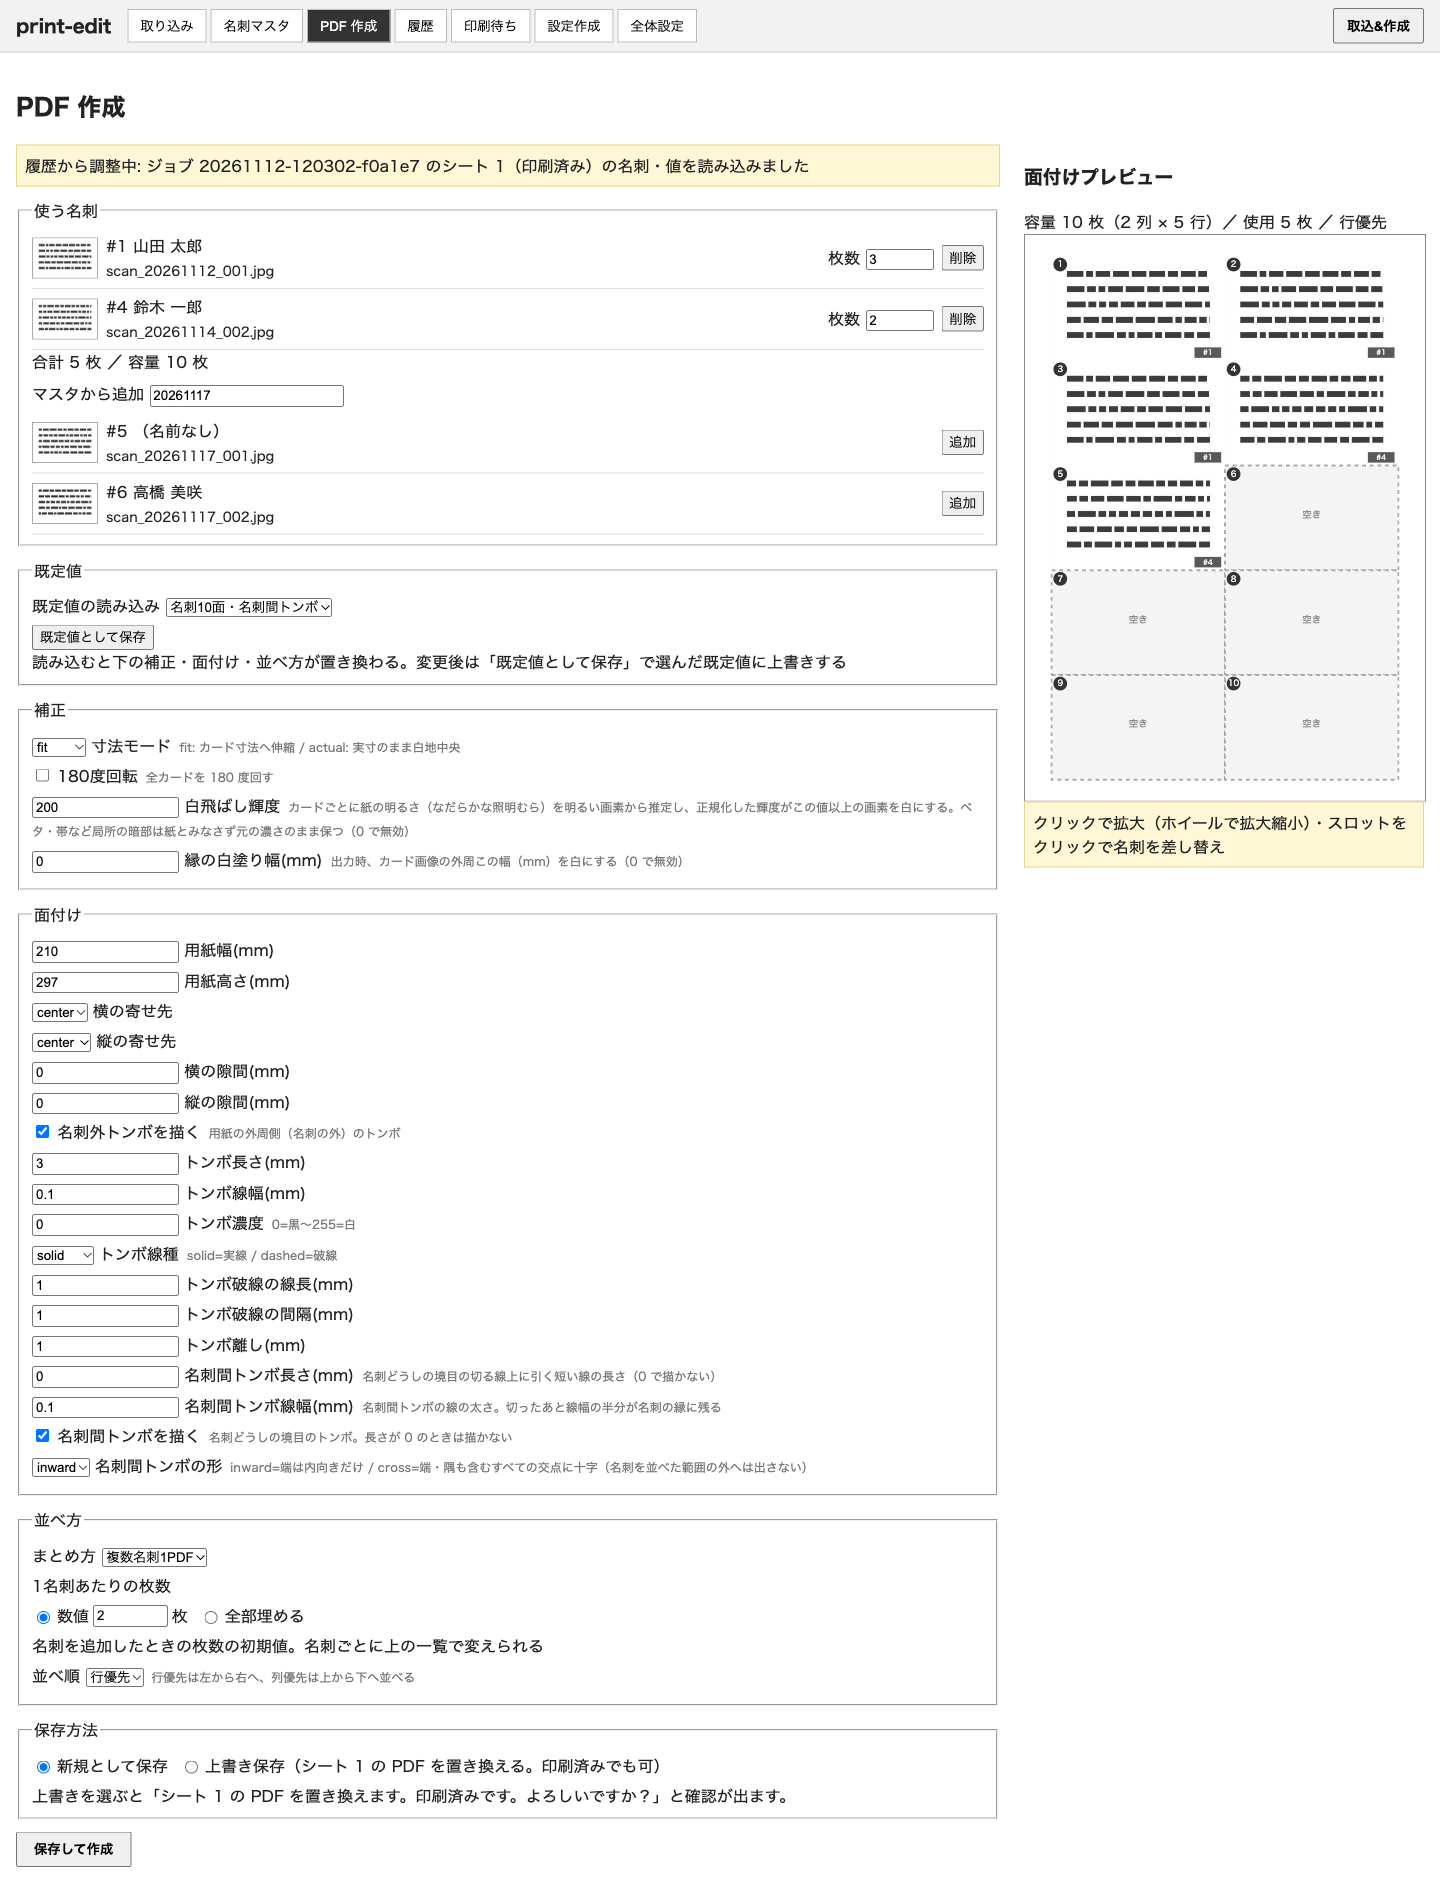 print-edit 取り込み 名刺マスタ PDF 作成 履歴 印刷待ち 設定作成 全体設定 取込&作成
PDF 作成
履歴から調整中: ジョブ 20261112-120302-f0a1e7 のシート 1（印刷済み）の名刺・値を読み込みました
使う名刺
#1 山田 太郎
scan_20261112_001.jpg
枚数 3 削除
#4 鈴木 一郎
scan_20261114_002.jpg
枚数 2 削除
合計 5 枚 ／ 容量 10 枚
マスタから追加 20261117
#5 （名前なし）
scan_20261117_001.jpg
追加
#6 高橋 美咲
scan_20261117_002.jpg
追加
既定値
既定値の読み込み 名刺10面・名刺間トンボ
既定値として保存
読み込むと下の補正・面付け・並べ方が置き換わる。変更後は「既定値として保存」で選んだ既定値に上書きする
補正
fit 寸法モード fit: カード寸法へ伸縮 / actual: 実寸のまま白地中央
180度回転 全カードを 180 度回す
200 白飛ばし輝度 カードごとに紙の明るさ（なだらかな照明むら）を明るい画素から推定し、正規化した輝度がこの値以上の画素を白にする。ベ
タ・帯など局所の暗部は紙とみなさず元の濃さのまま保つ（0 で無効）
0 縁の白塗り幅(mm) 出力時、カード画像の外周この幅（mm）を白にする（0 で無効）
面付け
210 用紙幅(mm)
297 用紙高さ(mm)
center 横の寄せ先
center 縦の寄せ先
0 横の隙間(mm)
0 縦の隙間(mm)
名刺外トンボを描く 用紙の外周側（名刺の外）のトンボ
3 トンボ長さ(mm)
0.1 トンボ線幅(mm)
0 トンボ濃度 0=黒〜255=白
solid トンボ線種 solid=実線 / dashed=破線
1 トンボ破線の線長(mm)
1 トンボ破線の間隔(mm)
1 トンボ離し(mm)
0 名刺間トンボ長さ(mm) 名刺どうしの境目の切る線上に引く短い線の長さ（0 で描かない）
0.1 名刺間トンボ線幅(mm) 名刺間トンボの線の太さ。切ったあと線幅の半分が名刺の縁に残る
名刺間トンボを描く 名刺どうしの境目のトンボ。長さが 0 のときは描かない
inward 名刺間トンボの形 inward=端は内向きだけ / cross=端・隅も含むすべての交点に十字（名刺を並べた範囲の外へは出さない）
並べ方
まとめ方 複数名刺1PDF
1名刺あたりの枚数
数値 2 枚 全部埋める
名刺を追加したときの枚数の初期値。名刺ごとに上の一覧で変えられる
並べ順 行優先 行優先は左から右へ、列優先は上から下へ並べる
保存方法
新規として保存 上書き保存（シート 1 の PDF を置き換える。印刷済みでも可）
上書きを選ぶと「シート 1 の PDF を置き換えます。印刷済みです。よろしいですか？」と確認が出ます。
保存して作成
面付けプレビュー
容量 10 枚（2 列 × 5 行）／ 使用 5 枚 ／ 行優先
1 2
#1 #1
3 4
#1 #4
5 6
空き
#4
7 8
空き 空き
9 10
空き 空き
クリックで拡大（ホイールで拡大縮小）・スロットを
クリックで名刺を差し替え